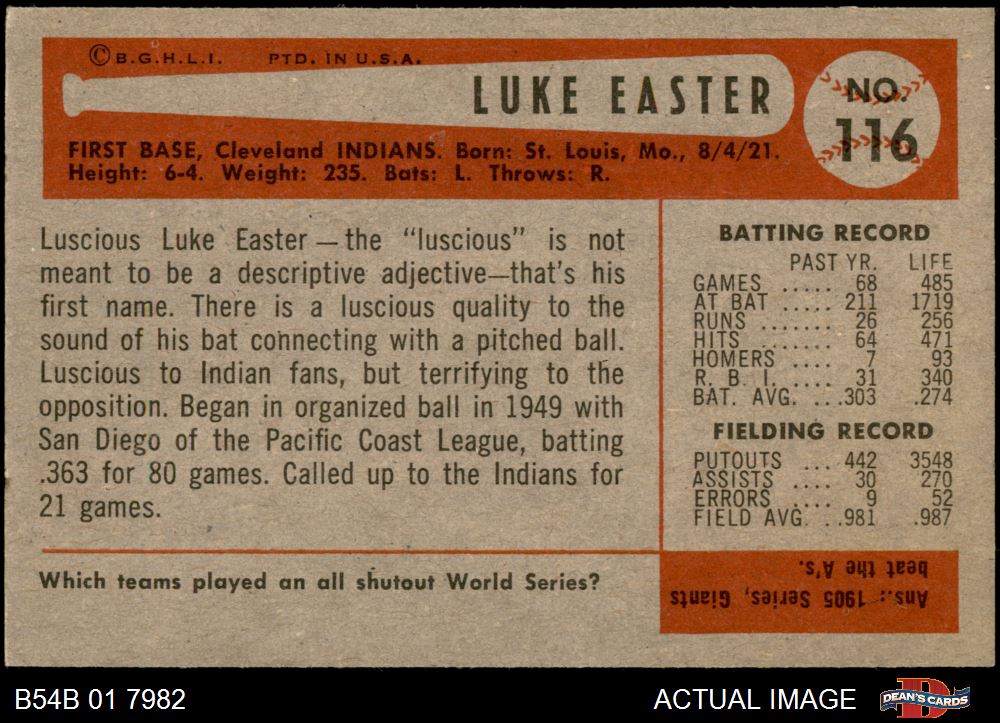 © B.G.H.L.I. PTD. IN U.S.A.
LUKE EASTER
NO.
116
FIRST BASE, Cleveland INDIANS. Born: St. Louis, Mo., 8/4/21.
Height: 6-4. Weight: 235. Bats: L. Throws: R.
Luscious Luke Easter — the "luscious" is not
meant to be a descriptive adjective—that's his
first name. There is a luscious quality to the
sound of his bat connecting with a pitched ball.
Luscious to Indian fans, but terrifying to the
opposition. Began in organized ball in 1949 with
San Diego of the Pacific Coast League, batting
.363 for 80 games. Called up to the Indians for
21 games.
BATTING RECORD
PAST YR. LIFE
GAMES ..... 68 485
AT BAT ..... 211 1719
RUNS ....... 26 256
HITS ....... 64 471
HOMERS .... 7 93
R. B. I. .... 31 340
BAT. AVG. ...303 .274
FIELDING RECORD
PUTOUTS ... 442 3548
ASSISTS .... 30 270
ERRORS .... 9 52
FIELD AVG. ..981 .987
Which teams played an all shutout World Series?
Ans.: 1905 Series, Giants
beat the A's.
B54B 01 7982
ACTUAL IMAGE
D
DEAN'S CARDS